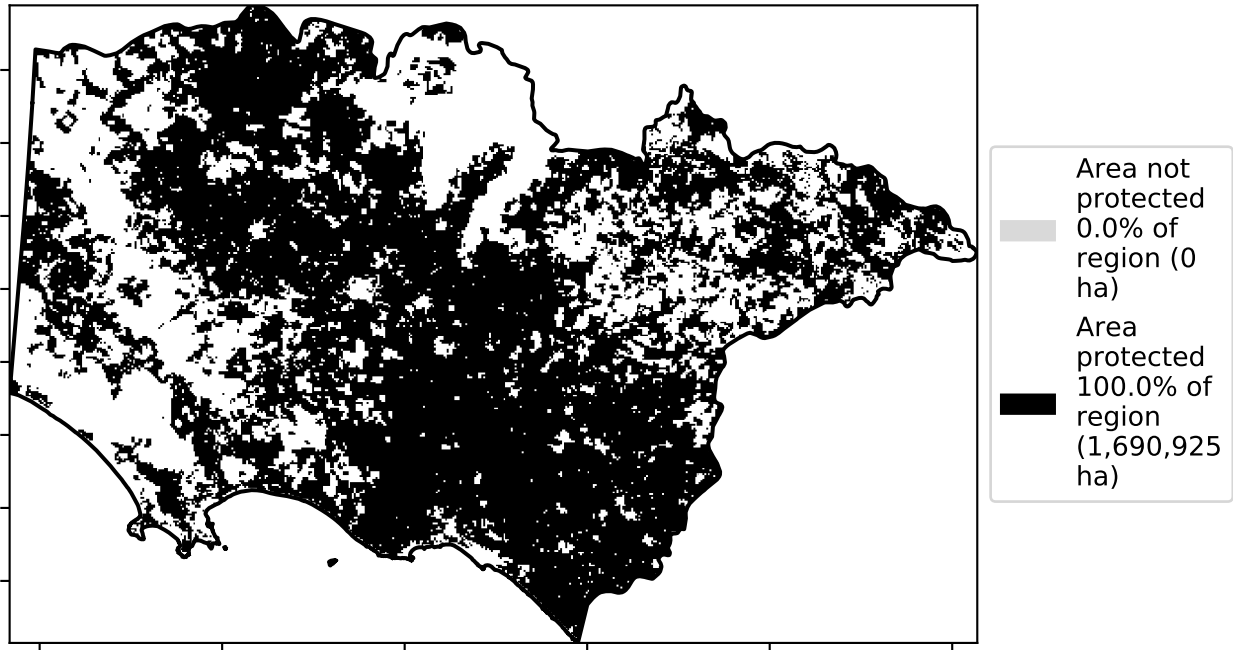 Area not
protected
0.0% of
region (0
ha)
Area
protected
100.0% of
region
(1,690,925
ha)